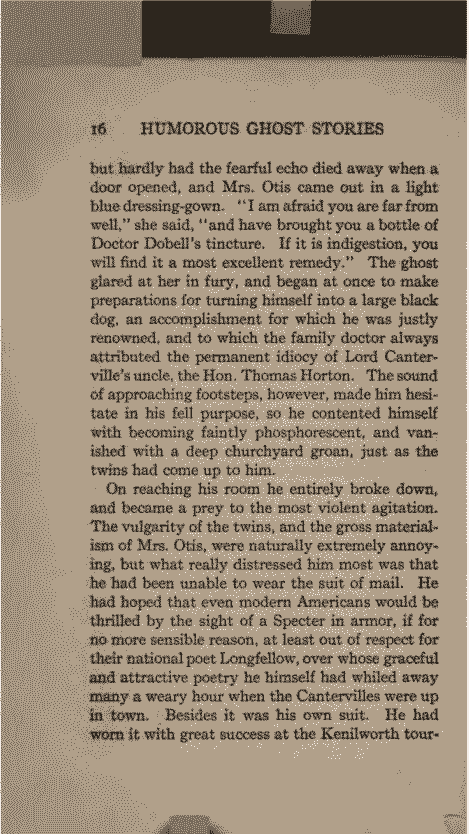 16 HUMOROUS GHOST STORIES
but hardly had the fearful echo died away when a
door opened, and Mrs. Otis came out in a light
blue dressing-gown. "I am afraid you are far from
well," she said, "and have brought you a bottle of
Doctor Dobell's tincture. If it is indigestion, you
will find it a most excellent remedy." The ghost
glared at her in fury, and began at once to make
preparations for turning himself into a large black
dog, an accomplishment for which he was justly
renowned, and to which the family doctor always
attributed the permanent idiocy of Lord Canter-
ville's uncle, the Hon. Thomas Horton. The sound
of approaching footsteps, however, made him hesi-
tate in his fell purpose, so he contented himself
with becoming faintly phosphorescent, and van-
ished with a deep churchyard groan, just as the
twins had come up to him.
On reaching his room he entirely broke down,
and became a prey to the most violent agitation.
The vulgarity of the twins, and the gross material-
ism of Mrs. Otis, were naturally extremely annoy-
ing, but what really distressed him most was that
he had been unable to wear the suit of mail. He
had hoped that even modern Americans would be
thrilled by the sight of a Specter in armor, if for
no more sensible reason, at least out of respect for
their national poet Longfellow, over whose graceful
and attractive poetry he himself had whiled away
many a weary hour when the Cantervilles were up
in town. Besides it was his own suit. He had
worn it with great success at the Kenilworth tour-